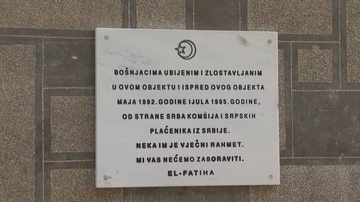 BOŠNJACIMA UBIJENIM I ZLOSTAVLJANIM
U OVOM OBJEKTU I ISPRED OVOG OBJEKTA
MAJA 1992. GODINE I JULA 1995. GODINE,
OD STRANE SRBA KOMŠIJA I SRPSKIH
PLAĆENIKA IZ SRBIJE.
NEKA IM JE VJEČNI RAHMET.
MI VAS NEĆEMO ZABORAVITI.
EL-FATIHA